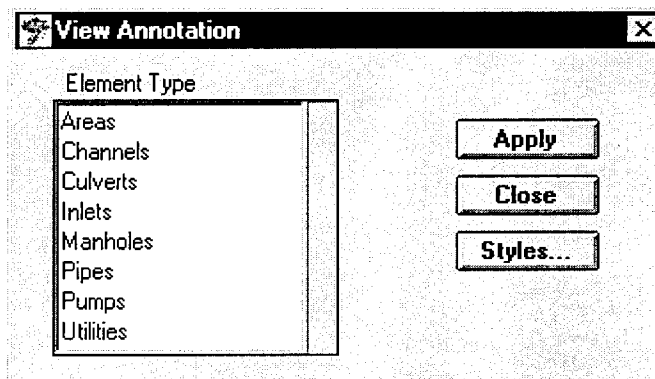 View Annotation
Element Type
Areas
Channels
Culverts
Inlets
Manholes
Pipes
Pumps
Utilities
Apply
Close
Styles...